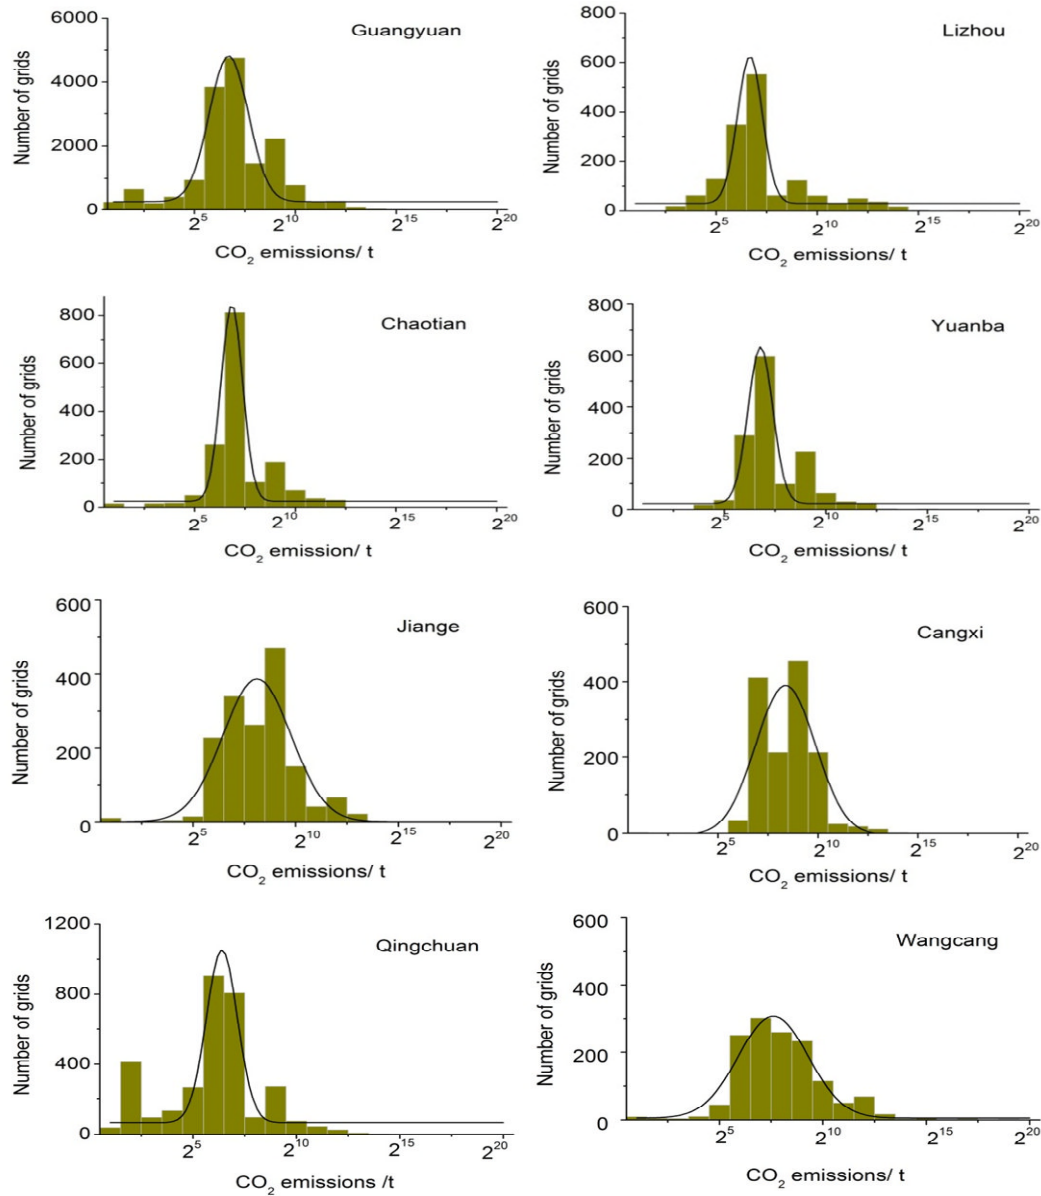 Guangyuan
Number of grids
6000
4000
2000
0
2^5 2^10 2^15 2^20
CO₂ emissions/ t
Lizhou
Number of grids
800
600
400
200
0
2^5 2^10 2^15 2^20
CO₂ emissions/ t
Chaotian
Number of grids
800
600
400
200
0
2^5 2^10 2^15 2^20
CO₂ emission/ t
Yuanba
Number of grids
800
600
400
200
0
2^5 2^10 2^15 2^20
CO₂ emissions/ t
Jiange
Number of grids
600
400
200
0
2^5 2^10 2^15 2^20
CO₂ emissions/ t
Cangxi
Number of grids
600
400
200
0
2^5 2^10 2^15 2^20
CO₂ emissions/ t
Qingchuan
Number of grids
1200
800
400
0
2^5 2^10 2^15 2^20
CO₂ emissions /t
Wangcang
Number of grids
600
400
200
0
2^5 2^10 2^15 2^20
CO₂ emissions/ t